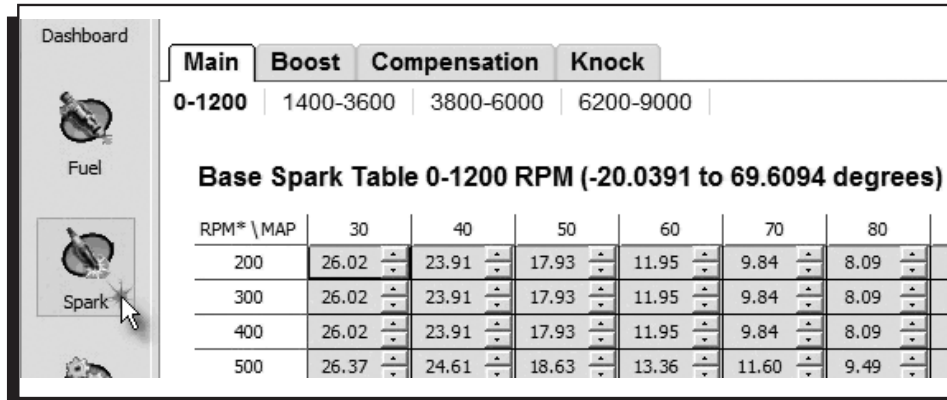 Dashboard
Fuel
Spark
Main Boost Compensation Knock
0-1200 1400-3600 3800-6000 6200-9000
Base Spark Table 0-1200 RPM (-20.0391 to 69.6094 degrees)
RPM* \ MAP 30 40 50 60 70 80
200 26.02 23.91 17.93 11.95 9.84 8.09
300 26.02 23.91 17.93 11.95 9.84 8.09
400 26.02 23.91 17.93 11.95 9.84 8.09
500 26.37 24.61 18.63 13.36 11.60 9.49